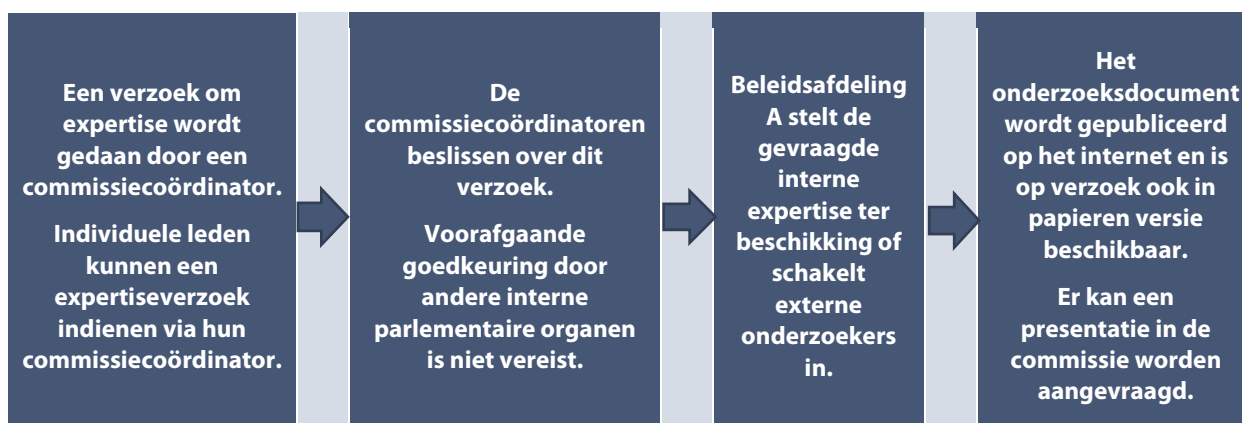 Een verzoek om
expertise wordt
gedaan door een
commissiecoördinator.
Individuele leden
kunnen een
expertiseverzoek
indienen via hun
commissiecoördinator.
De
commissiecoördinatoren
beslissen over dit
verzoek.
Voorafgaande
goedkeuring door
andere interne
parlementaire organen
is niet vereist.
Beleidsafdeling
A stelt de
gevraagde
interne
expertise ter
beschikking of
schakelt
externe
onderzoekers
in.
Het
onderzoeksdocument
wordt gepubliceerd
op het internet en is
op verzoek ook in
papieren versie
beschikbaar.
Er kan een
presentatie in de
commissie worden
aangevraagd.